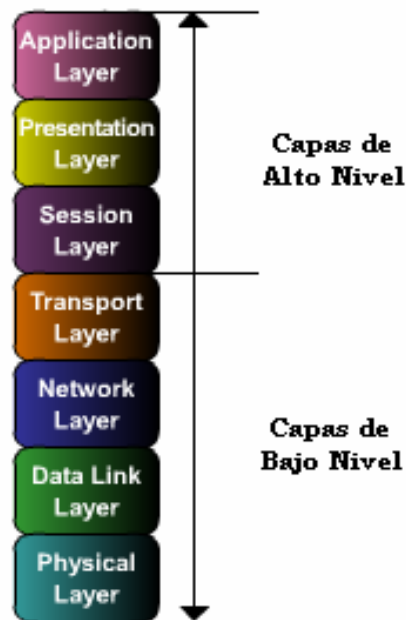 Application
Layer
Presentation
Layer
Session
Layer
Transport
Layer
Network
Layer
Data Link
Layer
Physical
Layer
Capas de
Alto Nivel
Capas de
Bajo Nivel